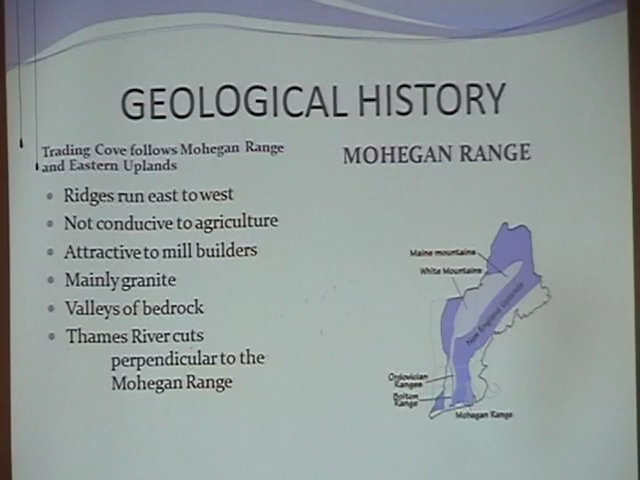 GEOLOGICAL HISTORY
Trading Cove follows Mohegan Range
and Eastern Uplands
Ridges run east to west
Not conducive to agriculture
Attractive to mill builders
Mainly granite
Valleys of bedrock
Thames River cuts
perpendicular to the
Mohegan Range
MOHEGAN RANGE
Maine mountains
White Mountains
New England Uplands
Ordovician
Ranges
Bolton
Range
Mohegan Range